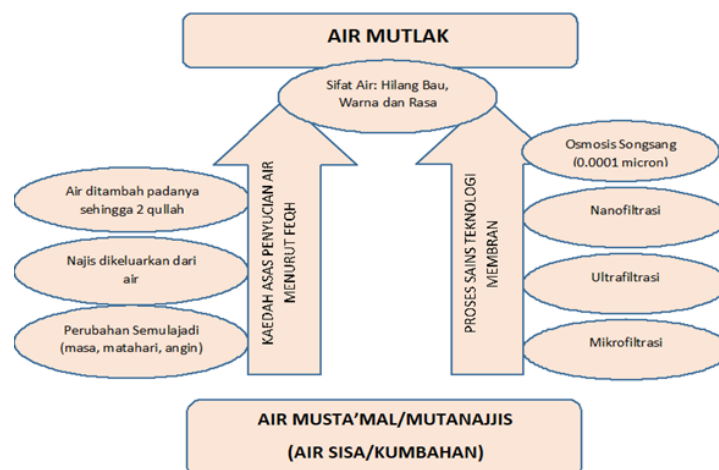 AIR MUTLAK
Sifat Air: Hilang Bau,
Warna dan Rasa
Air ditambah padanya
sehingga 2 qullah
Najis dikeluarkan dari
air
Perubahan Semulajadi
(masa, matahari, angin)
KAEDAH ASAS PENYUCIAN AIR
MENURUT FEQH
PROSES SAINS TEKNOLOGI
MEMBRAN
Osmosis Songsang
(0.0001 micron)
Nanofiltrasi
Ultrafiltrasi
Mikrofiltrasi
AIR MUSTA’MAL/MUTANAJJIS
(AIR SISA/KUMBAHAN)